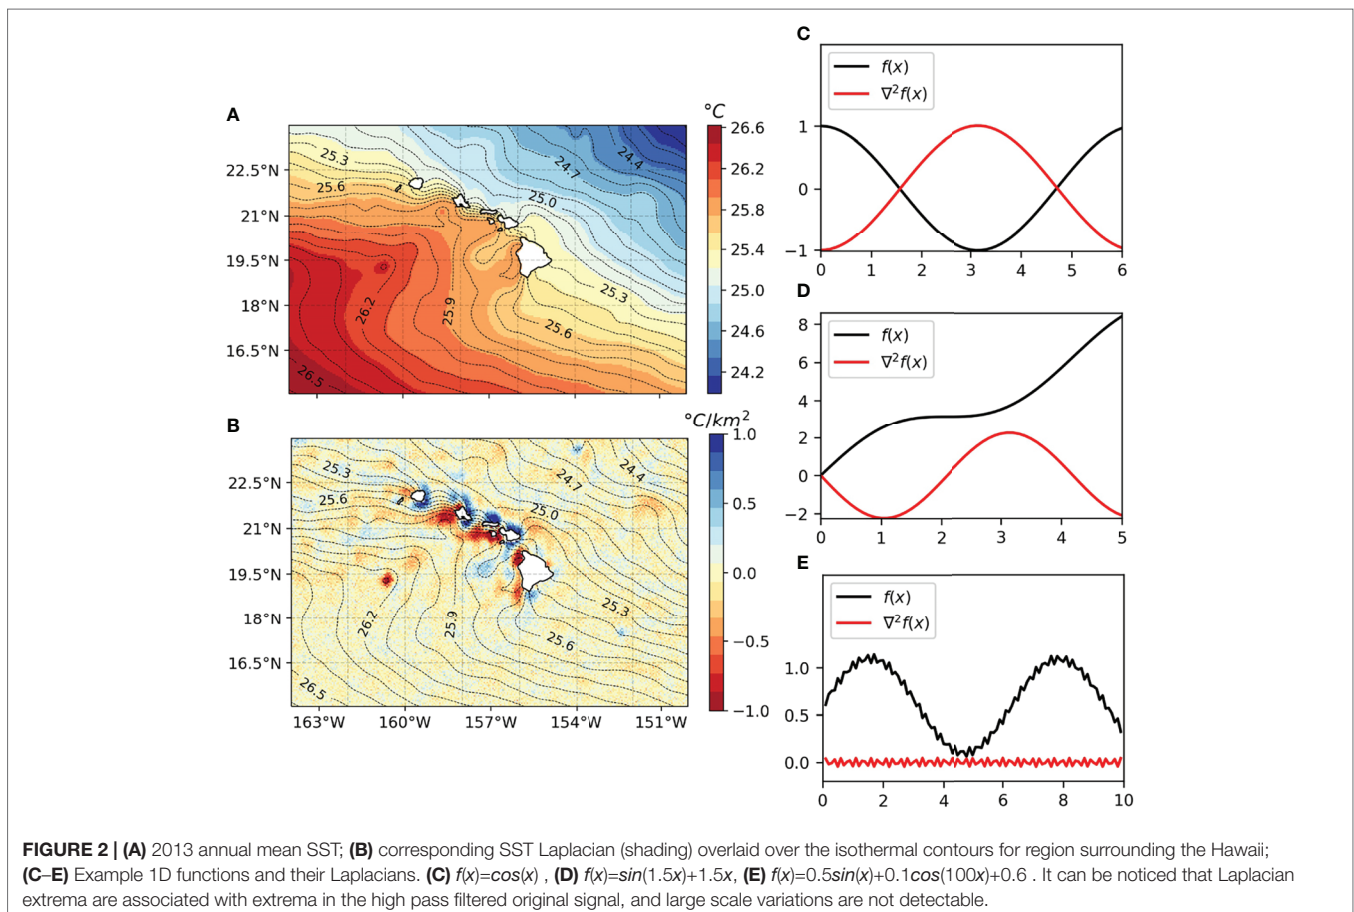 A
°C
25.3
25.6
24.4
24.7
25.0
26.2
25.9
25.3
25.6
26.5
22.5°N
21°N
19.5°N
18°N
16.5°N
26.6
26.2
25.8
25.4
25.0
24.6
24.2
B
°C/km²
25.3
25.6
24.4
24.7
25.0
26.2
25.9
25.3
25.6
26.5
22.5°N
21°N
19.5°N
18°N
16.5°N
163°W 160°W 157°W 154°W 151°W
1.0
0.5
0.0
−0.5
−1.0
C
f(x)
∇²f(x)
1
0
−1
0 1 2 3 4 5 6
D
f(x)
∇²f(x)
8
6
4
2
0
−2
0 1 2 3 4 5
E
f(x)
∇²f(x)
1.0
0.5
0.0
0 2 4 6 8 10
FIGURE 2 | (A) 2013 annual mean SST; (B) corresponding SST Laplacian (shading) overlaid over the isothermal contours for region surrounding the Hawaii;
(C–E) Example 1D functions and their Laplacians. (C) f(x)=cos(x) , (D) f(x)=sin(1.5x)+1.5x, (E) f(x)=0.5sin(x)+0.1cos(100x)+0.6 . It can be noticed that Laplacian
extrema are associated with extrema in the high pass filtered original signal, and large scale variations are not detectable.